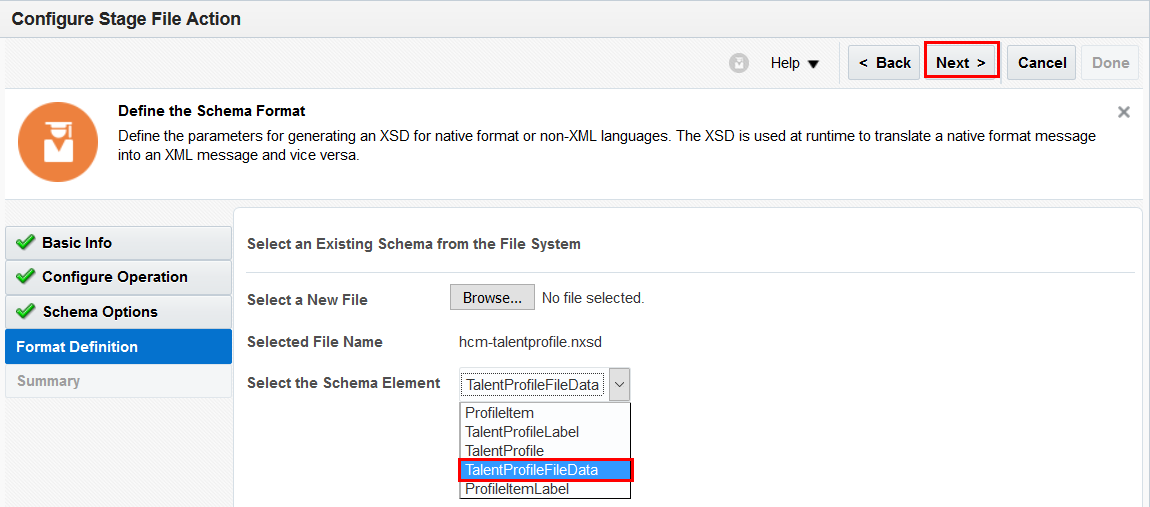 Configure Stage File Action
Help
< Back
Next >
Cancel
Done
Define the Schema Format
Define the parameters for generating an XSD for native format or non-XML languages. The XSD is used at runtime to translate a native format message
into an XML message and vice versa.
Basic Info
Configure Operation
Schema Options
Format Definition
Summary
Select an Existing Schema from the File System
Select a New File
Browse... No file selected.
Selected File Name
hcm-talentprofile.nxsd
Select the Schema Element
TalentProfileFileData
ProfileItem
TalentProfileLabel
TalentProfile
TalentProfileFileData
ProfileItemLabel